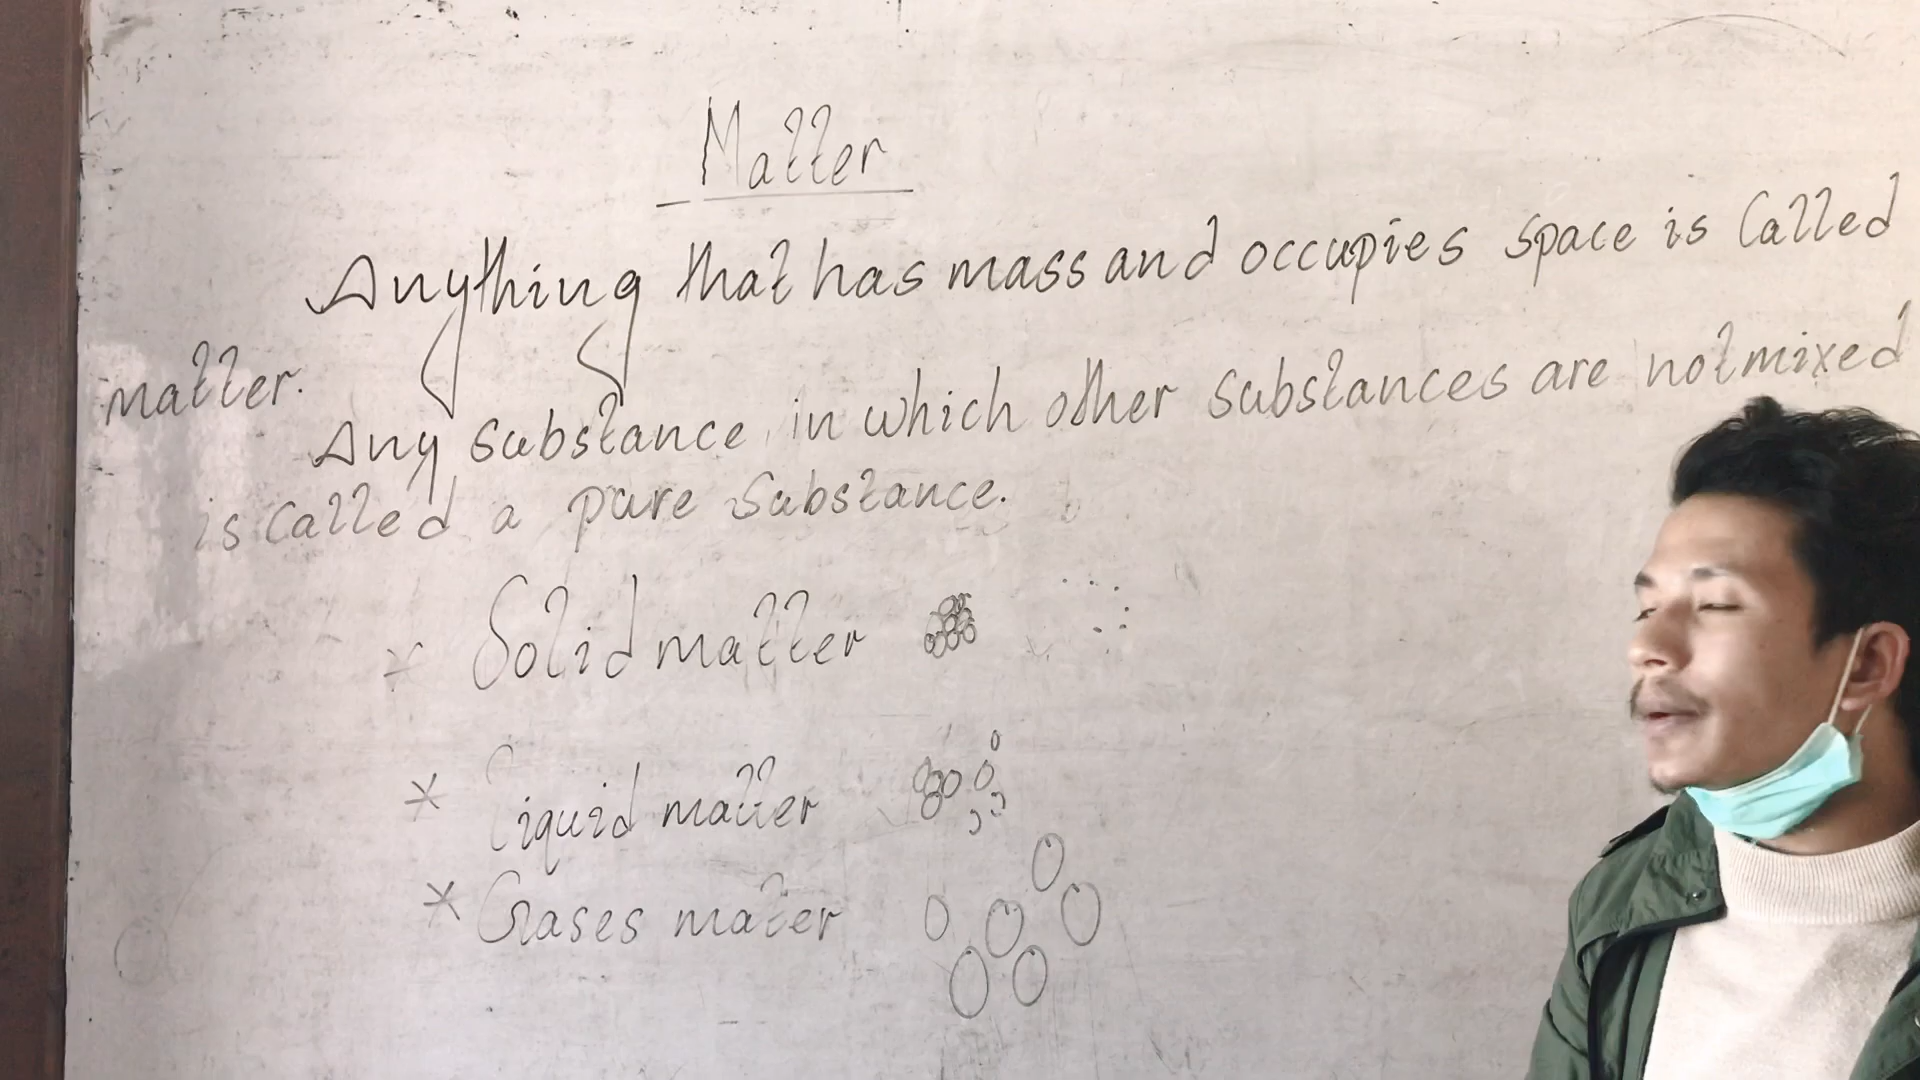 Matter
Anything that has mass and occupies space is Called
matter.
Any substance in which other substances are not mixed
is Called a pure Substance.
* Solid matter
* Liquid matter
* Gases mater